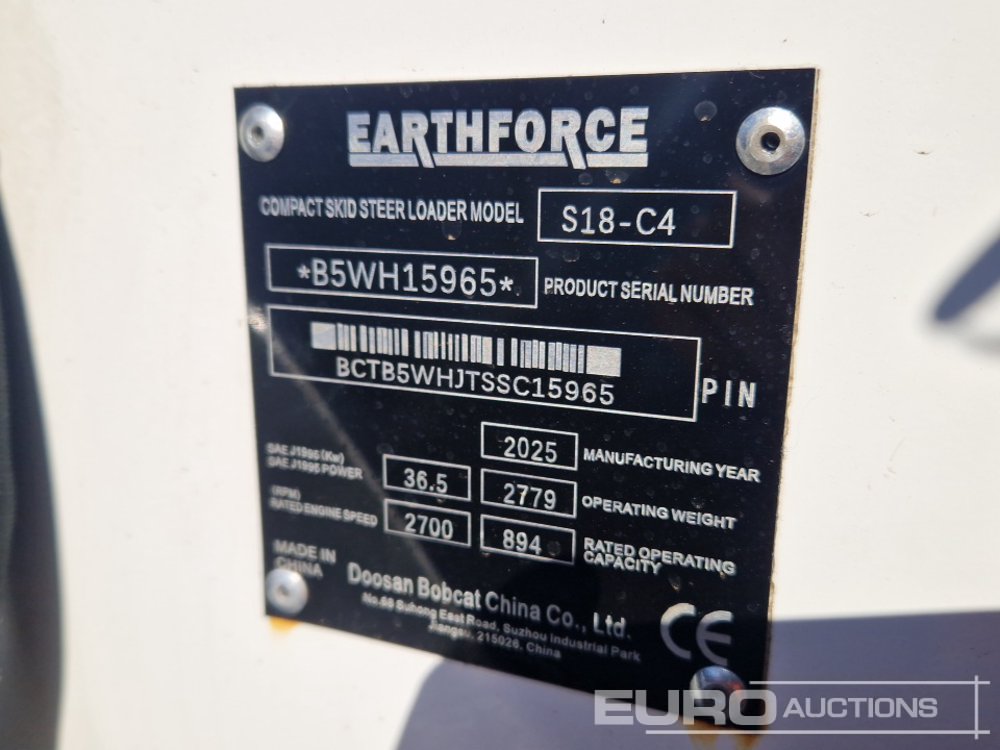 EARTHFORCE
COMPACT SKID STEER LOADER MODEL S18-C4
*B5WH15965* PRODUCT SERIAL NUMBER
BCTB5WHJTSSC15965 PIN
2025 MANUFACTURING YEAR
SAE J1995(Kw)
SAE J1995 POWER 36.5 2779 OPERATING WEIGHT
(RPM)
RATED ENGINE SPEED 2700 894 RATED OPERATING
CAPACITY
MADE IN
CHINA
Doosan Bobcat China Co., Ltd.
No.68 Suhong East Road, Suzhou Industrial Park
Jiangsu, 215026, China
CE
EURO AUCTIONS